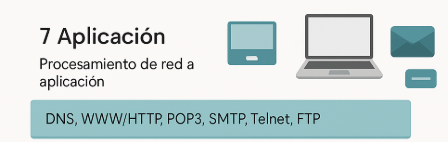 7 Aplicación
Procesamiento de red a
aplicación
DNS, WWW/HTTP, POP3, SMTP, Telnet, FTP